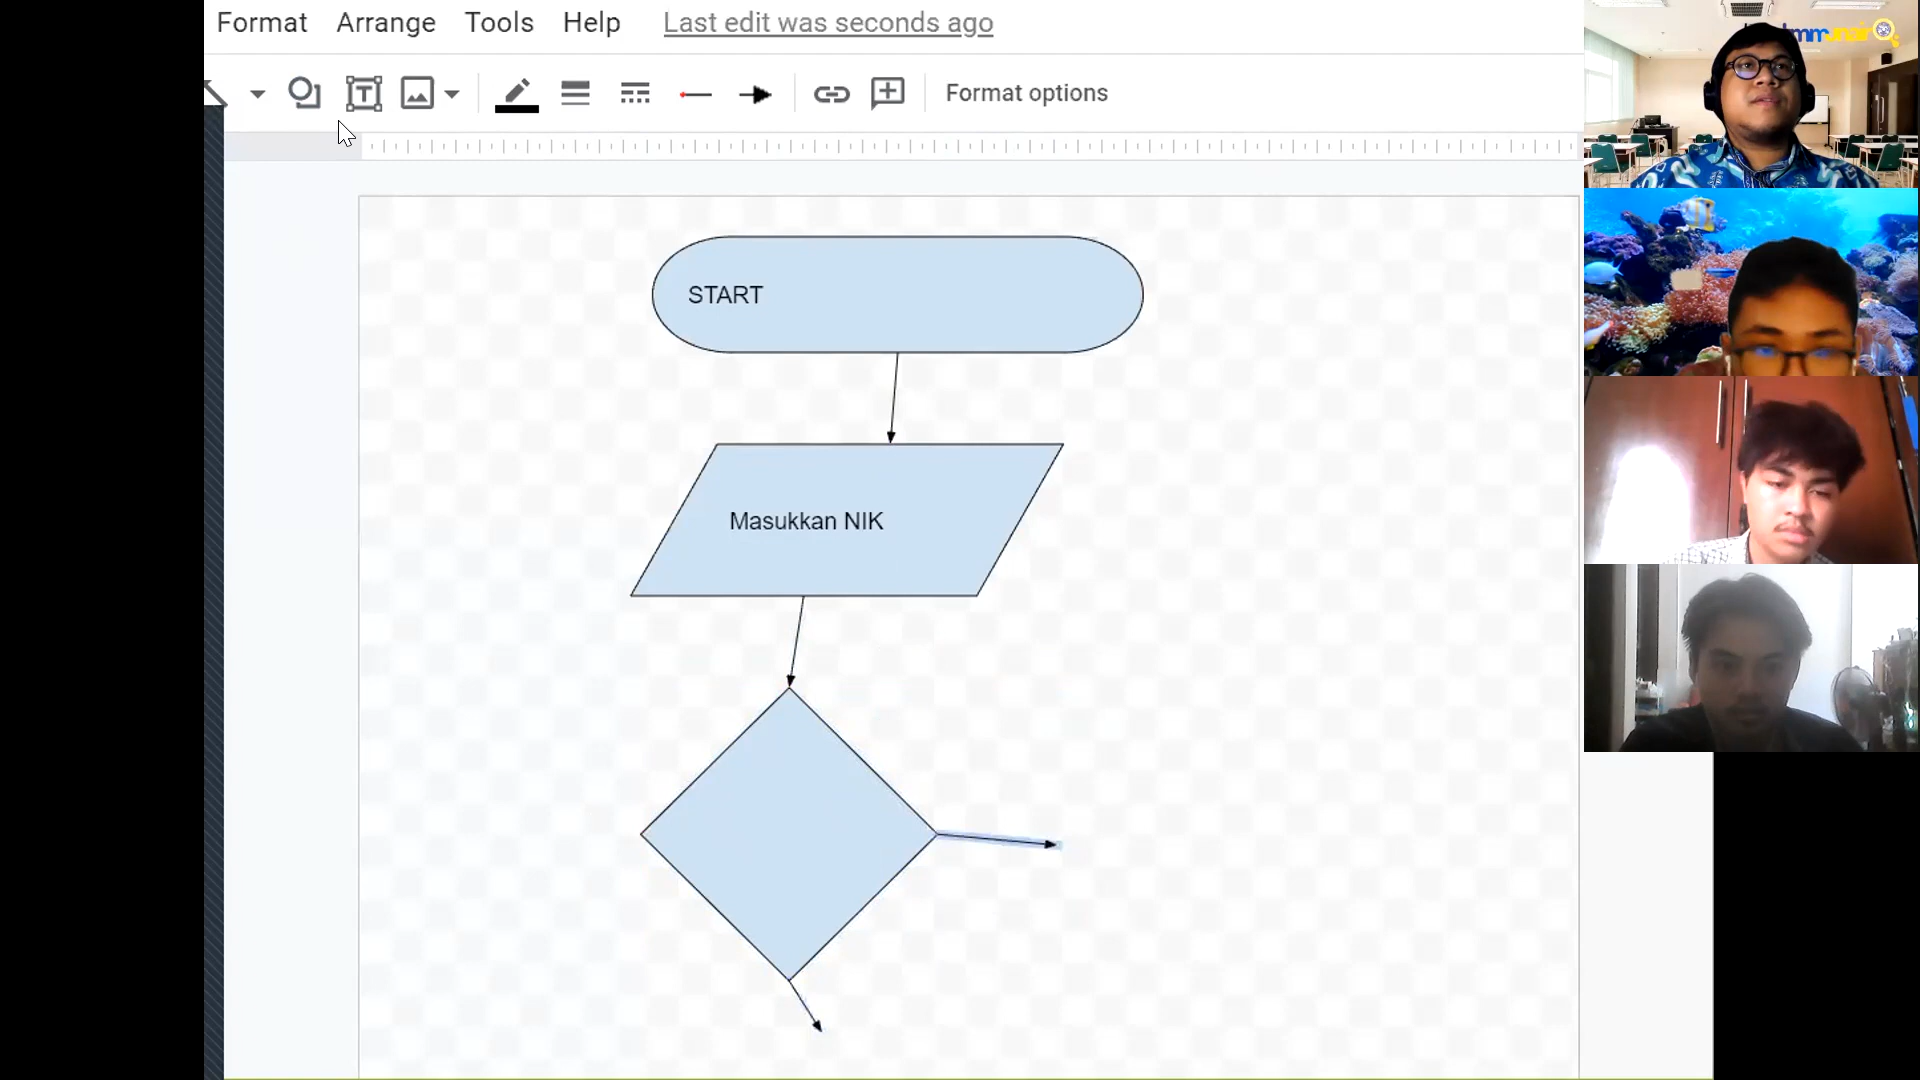 Format Arrange Tools Help Last edit was seconds ago
Format options
START
Masukkan NIK